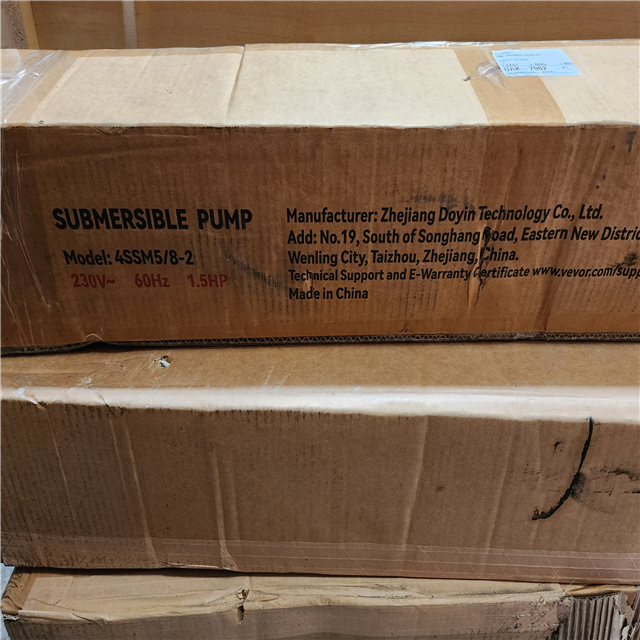 SUBMERSIBLE PUMP
Model: 4SSM5/8-2
230V~ 60Hz 1.5HP
Manufacturer: Zhejiang Doyin Technology Co., Ltd.
Add: No.19, South of Songhang Road, Eastern New Distric
Wenling City, Taizhou, Zhejiang, China.
Technical Support and E-Warranty Certificate www.vevor.com/supp
Made in China